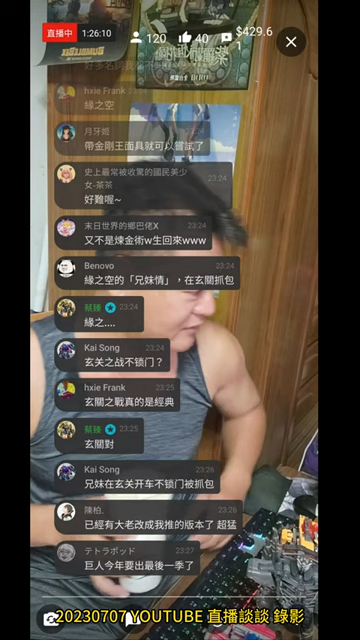 直播中
1:26:10
120
40
$429.6
1
hxie Frank 23:24
緣之空
月牙姬 23:24
帶金剛王面具就可以嘗試了
史上最常被收驚的國民美少
女-茶茶 23:24
好難喔~
末日世界的鄉巴佬X 23:24
又不是煉金術w生回來www
Benovo 23:24
緣之空的「兄妹情」，在玄關抓包
蔡臻 23:24
緣之....
Kai Song 23:24
玄关之战不锁门？
hxie Frank 23:25
玄關之戰真的是經典
蔡臻 23:25
玄關對
Kai Song 23:26
兄妹在玄关开车不锁门被抓包
陳柏. 23:26
已經有大老改成我推的版本了 超猛
テトラポッド 23:27
巨人今年要出最後一季了
20230707 YOUTUBE 直播談談 錄影